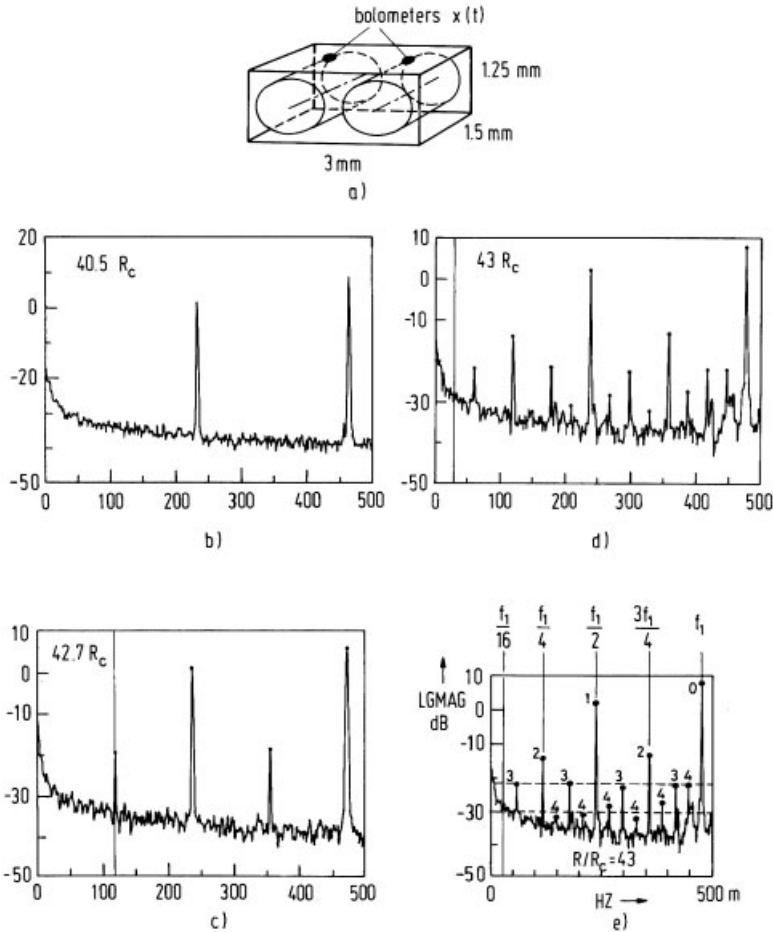 bolometers x (t)
1.25 mm
1.5 mm
3 mm
a)
20
0
-20
-50
40.5 R_c
0 100 200 300 400 500
b)
10
0
-10
-30
-50
43 R_c
0 100 200 300 400 500
d)
10
0
-10
-30
-50
42.7 R_c
0 100 200 300 400 500
c)
f_1/16 f_1/4 f_1/2 3f_1/4 f_1
LGMAG
dB
10
0
-10
-30
-50
0
1
2 2
3 3 3 3 4
4 4 4 4 4
R/R_c = 43
0 500 m
HZ
e)